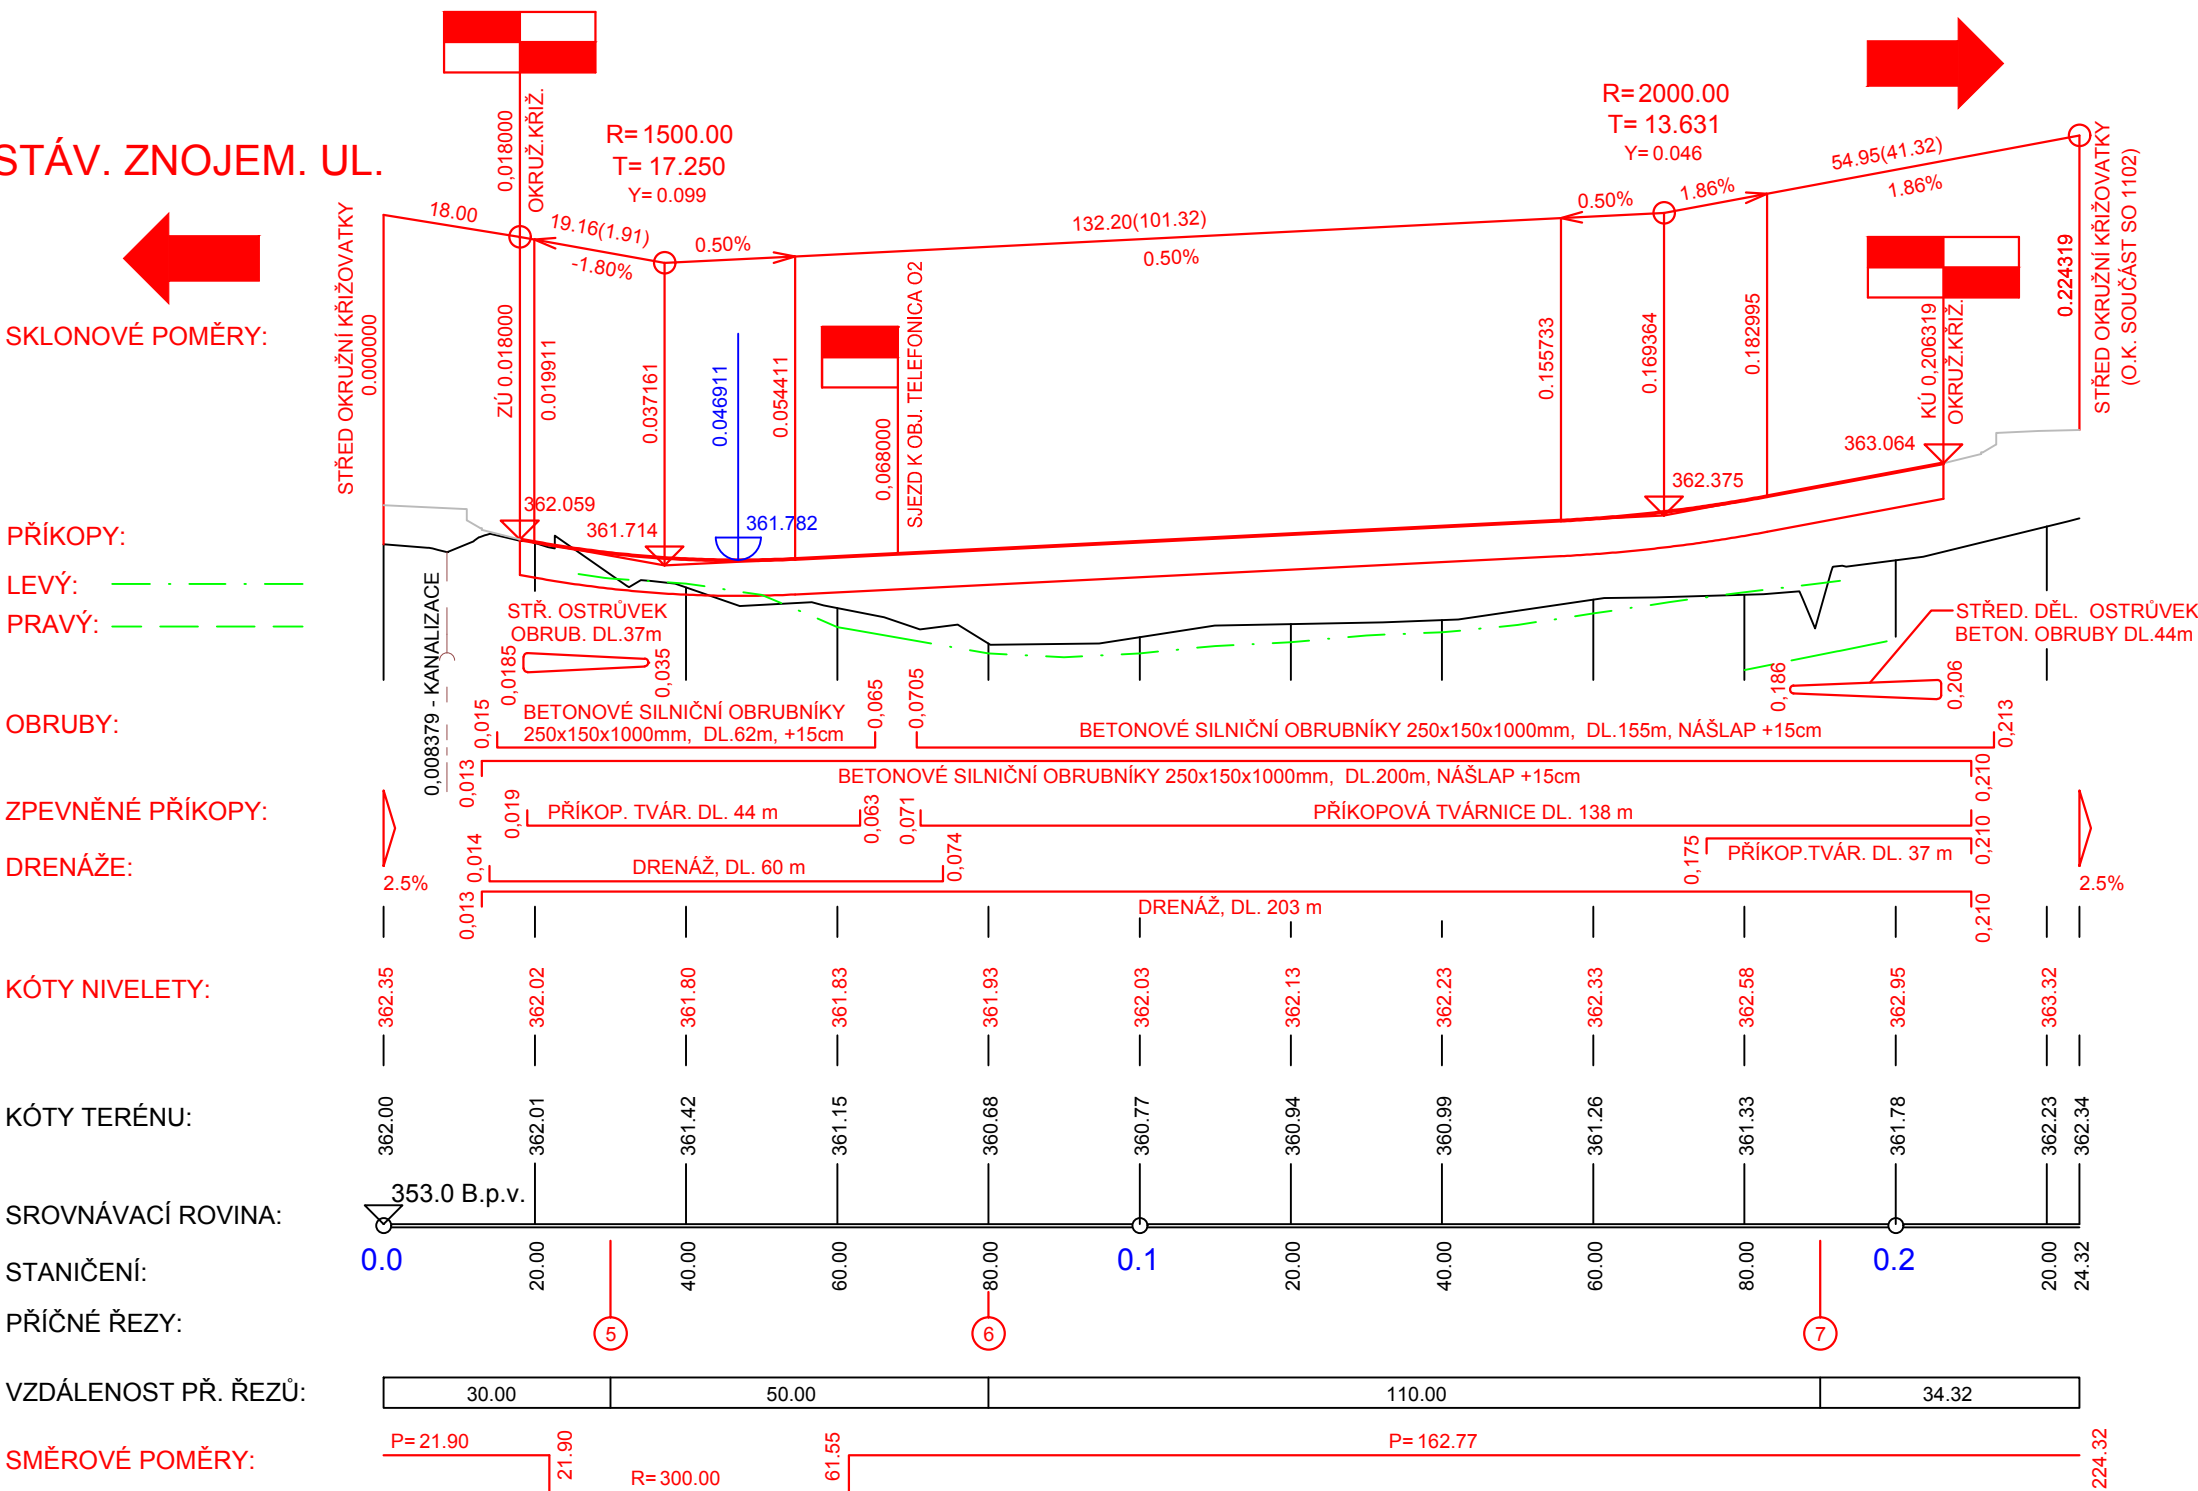 STÁV. ZNOJEM. UL.
0,018000
OKRUŽ.KŘIŽ.
R= 1500.00
T= 17.250
Y= 0.099
R= 2000.00
T= 13.631
Y= 0.046
18.00
19.16(1.91)
-1.80%
0.50%
132.20(101.32)
0.50%
0.50%
1.86%
54.95(41.32)
1.86%
SKLONOVÉ POMĚRY:
STŘED OKRUŽNÍ KŘIŽOVATKY
0.000000
ZÚ 0.018000
0.019911
0.037161
0.046911
0.054411
0,068000
SJEZD K OBJ. TELEFONICA O2
0.155733
0.169364
0.182995
KÚ 0,206319
OKRUŽ.KŘIŽ.
0.224319
STŘED OKRUŽNÍ KŘIŽOVATKY
(O.K. SOUČÁST SO 1102)
362.059
361.714
361.782
362.375
363.064
PŘÍKOPY:
LEVÝ:
PRAVÝ:
0,008379 - KANALIZACE
STŘ. OSTRŮVEK
OBRUB. DL.37m
0,0185
0,035
STŘED. DĚL. OSTRŮVEK
BETON. OBRUBY DL.44m
0,186
0,206
OBRUBY:
0,015
BETONOVÉ SILNIČNÍ OBRUBNÍKY
250x150x1000mm, DL.62m, +15cm
0,065
0,0705
BETONOVÉ SILNIČNÍ OBRUBNÍKY 250x150x1000mm, DL.155m, NÁŠLAP +15cm
0,213
0,013
BETONOVÉ SILNIČNÍ OBRUBNÍKY 250x150x1000mm, DL.200m, NÁŠLAP +15cm
0,210
ZPEVNĚNÉ PŘÍKOPY:
0,019
PŘÍKOP. TVÁR. DL. 44 m
0,063
0,071
PŘÍKOPOVÁ TVÁRNICE DL. 138 m
0,210
0,175
PŘÍKOP.TVÁR. DL. 37 m
DRENÁŽE:
2.5%
0,014
DRENÁŽ, DL. 60 m
0,074
2.5%
0,013
DRENÁŽ, DL. 203 m
0,210
KÓTY NIVELETY:
362.35
362.02
361.80
361.83
361.93
362.03
362.13
362.23
362.33
362.58
362.95
363.32
KÓTY TERÉNU:
362.00
362.01
361.42
361.15
360.68
360.77
360.94
360.99
361.26
361.33
361.78
362.23
362.34
SROVNÁVACÍ ROVINA:
353.0 B.p.v.
STANIČENÍ:
0.0
20.00
40.00
60.00
80.00
0.1
20.00
40.00
60.00
80.00
0.2
20.00
24.32
PŘÍČNÉ ŘEZY:
5
6
7
VZDÁLENOST PŘ. ŘEZŮ:
30.00
50.00
110.00
34.32
SMĚROVÉ POMĚRY:
P= 21.90
21.90
R= 300.00
61.55
P= 162.77
224.32